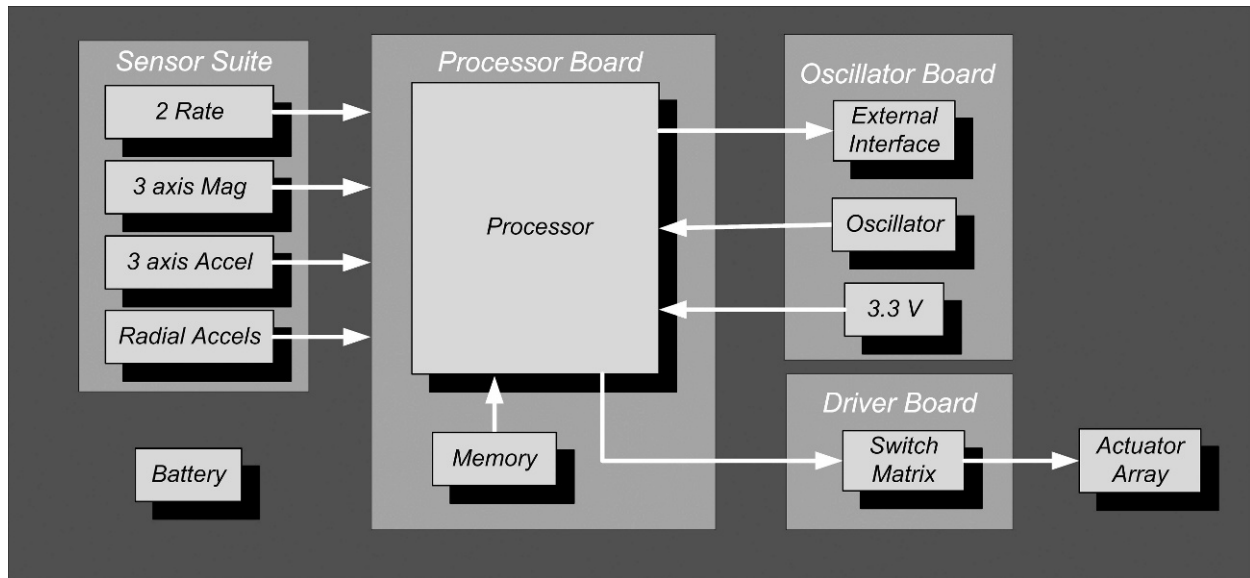 Sensor Suite
2 Rate
3 axis Mag
3 axis Accel
Radial Accels
Battery
Processor Board
Processor
Memory
Oscillator Board
External
Interface
Oscillator
3.3 V
Driver Board
Switch
Matrix
Actuator
Array